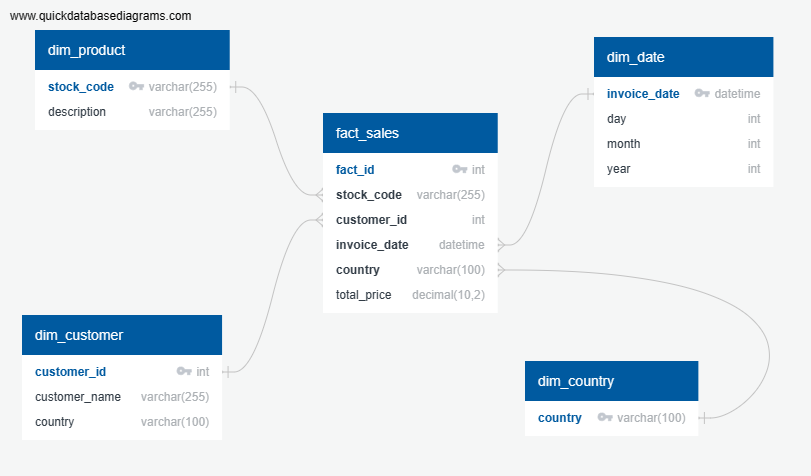 www.quickdatabasediagrams.com
dim_product
stock_code varchar(255)
description varchar(255)
dim_date
invoice_date datetime
day int
month int
year int
fact_sales
fact_id int
stock_code varchar(255)
customer_id int
invoice_date datetime
country varchar(100)
total_price decimal(10,2)
dim_customer
customer_id int
customer_name varchar(255)
country varchar(100)
dim_country
country varchar(100)